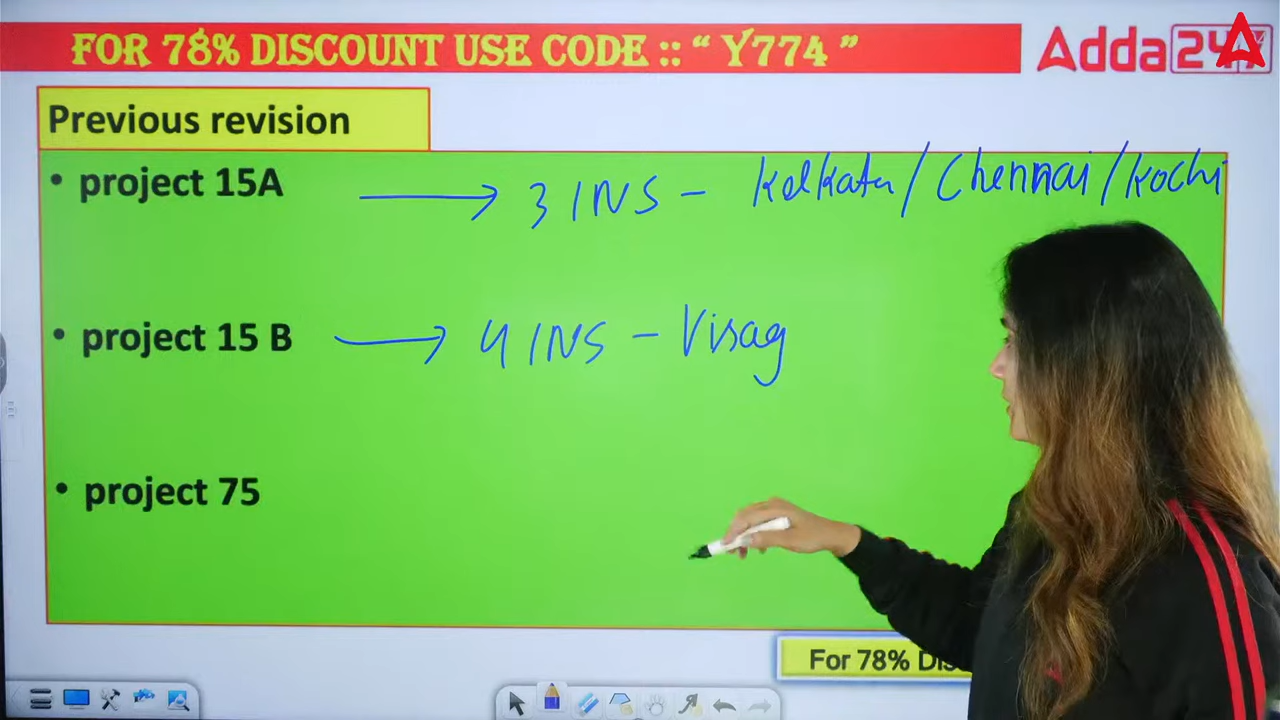 FOR 78% DISCOUNT USE CODE :: “ Y774 ”
Adda247
Previous revision
• project 15A → 3 INS – Kolkata/Chennai/Kochi
• project 15 B → 4 INS – Visag
• project 75
For 78% Dis